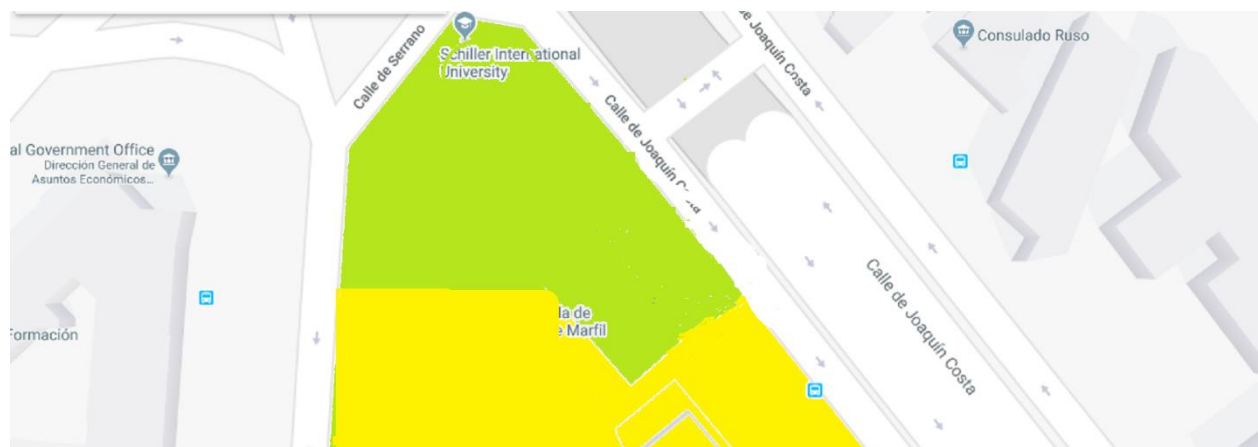 Calle de Serrano
Schiller International
University
Calle de Joaquín Costa
Calle de Joaquín Costa
Consulado Ruso
al Government Office
Dirección General de
Asuntos Económicos...
Formación
la de
Marfil
Calle de Joaquín Costa